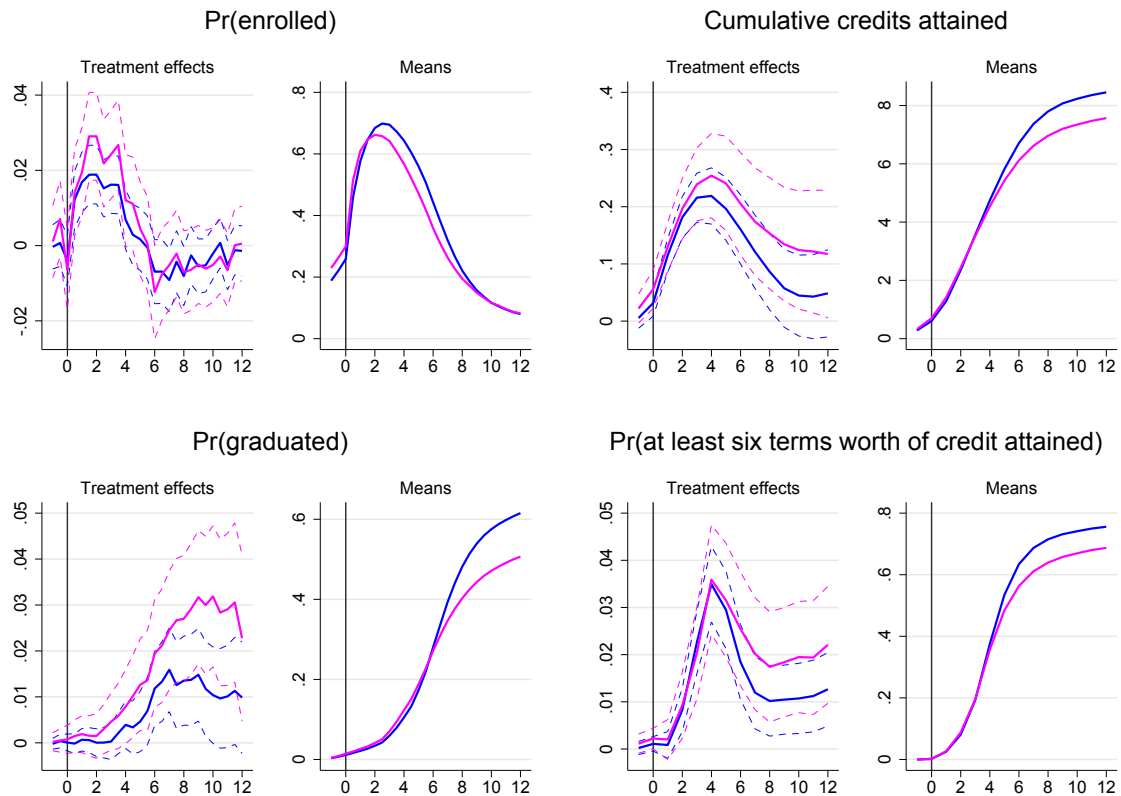 Pr(enrolled)
Treatment effects
.04
.02
0
-.02
0 2 4 6 8 10 12
Means
.8
.6
.4
.2
0
0 2 4 6 8 10 12
Cumulative credits attained
Treatment effects
.4
.3
.2
.1
0
0 2 4 6 8 10 12
Means
8
6
4
2
0
0 2 4 6 8 10 12
Pr(graduated)
Treatment effects
.05
.04
.03
.02
.01
0
0 2 4 6 8 10 12
Means
.6
.4
.2
0
0 2 4 6 8 10 12
Pr(at least six terms worth of credit attained)
Treatment effects
.05
.04
.03
.02
.01
0
0 2 4 6 8 10 12
Means
.8
.6
.4
.2
0
0 2 4 6 8 10 12